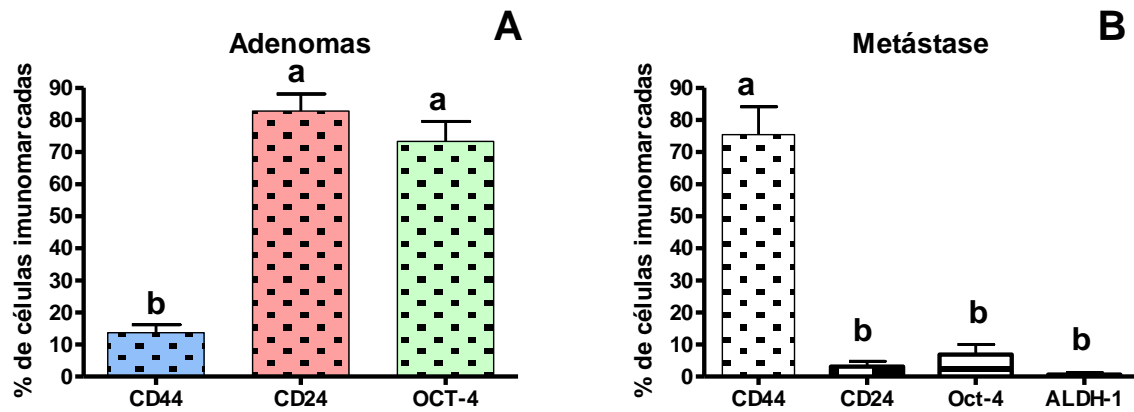 A
Adenomas
% de células imunomarcadas
90
80
70
60
50
40
30
20
10
0
b
a
a
CD44 CD24 OCT-4
B
Metástase
% de células imunomarcadas
90
80
70
60
50
40
30
20
10
0
a
b
b
b
CD44 CD24 Oct-4 ALDH-1